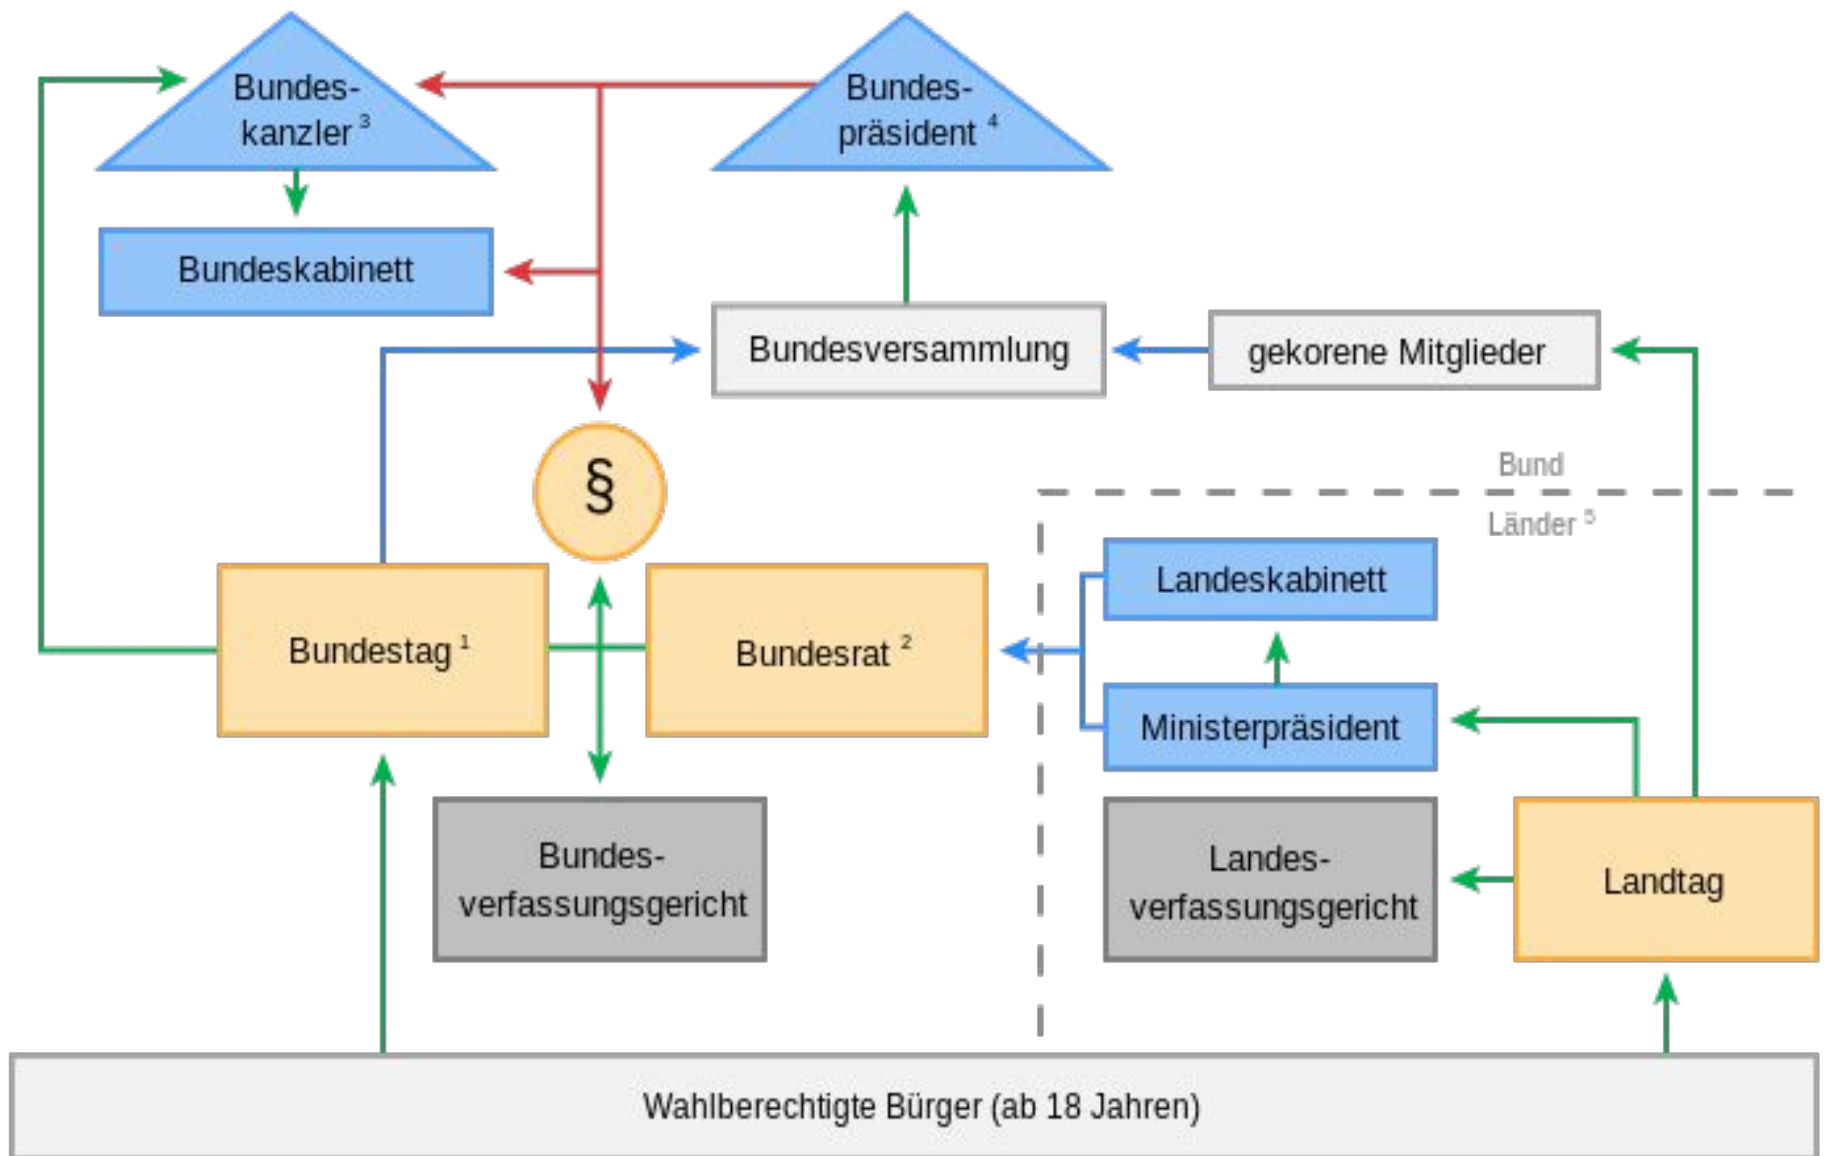 Bundes-
kanzler ³
Bundes-
präsident ⁴
Bundeskabinett
Bundesversammlung
gekorene Mitglieder
Bund
§
Länder ⁵
Landeskabinett
Bundestag ¹
Bundesrat ²
Ministerpräsident
Bundes-
verfassungsgericht
Landes-
verfassungsgericht
Landtag
Wahlberechtigte Bürger (ab 18 Jahren)